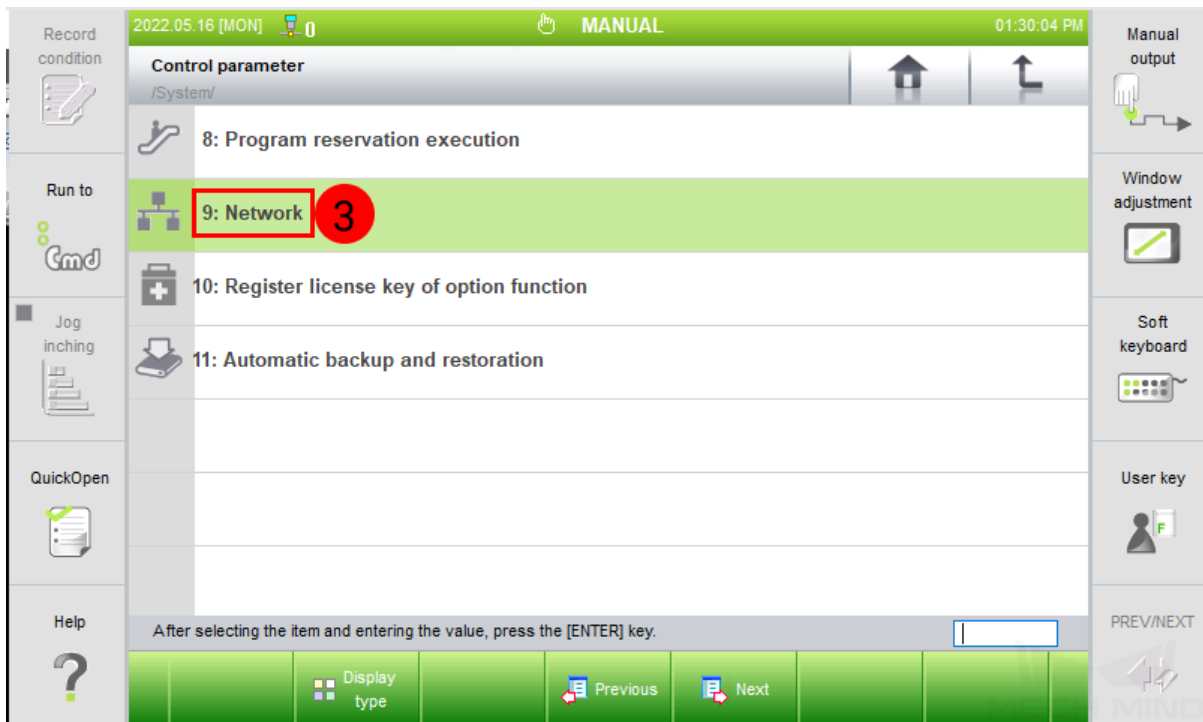 Record
condition
Run to
Cmd
Jog
inching
QuickOpen
Help
2022.05.16 [MON] 0 MANUAL 01:30:04 PM
Control parameter
/System/
8: Program reservation execution
9: Network 3
10: Register license key of option function
11: Automatic backup and restoration
After selecting the item and entering the value, press the [ENTER] key.
Display
type
Previous
Next
Manual
output
Window
adjustment
Soft
keyboard
User key
F
PREV/NEXT
MECH MIND